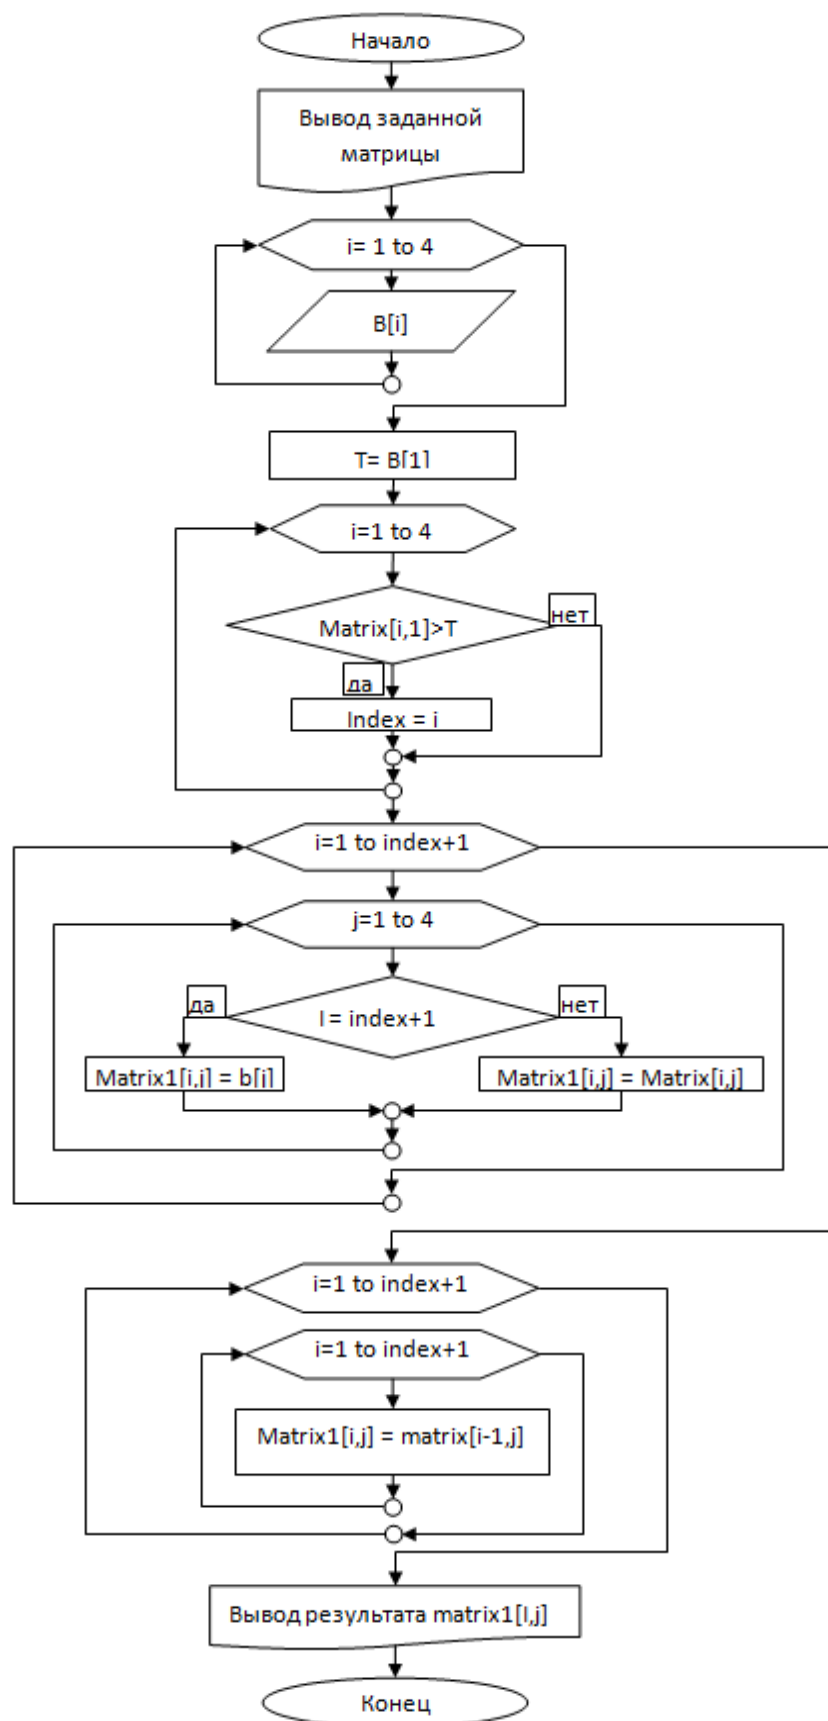 Начало
Вывод заданной
матрицы
i= 1 to 4
B[i]
T= B[1]
i=1 to 4
Matrix[i,1]>T
нет
да
Index = i
i=1 to index+1
j=1 to 4
да
I = index+1
нет
Matrix1[i,j] = b[j]
Matrix1[i,j] = Matrix[i,j]
i=1 to index+1
i=1 to index+1
Matrix1[i,j] = matrix[i-1,j]
Вывод результата matrix1[I,j]
Конец